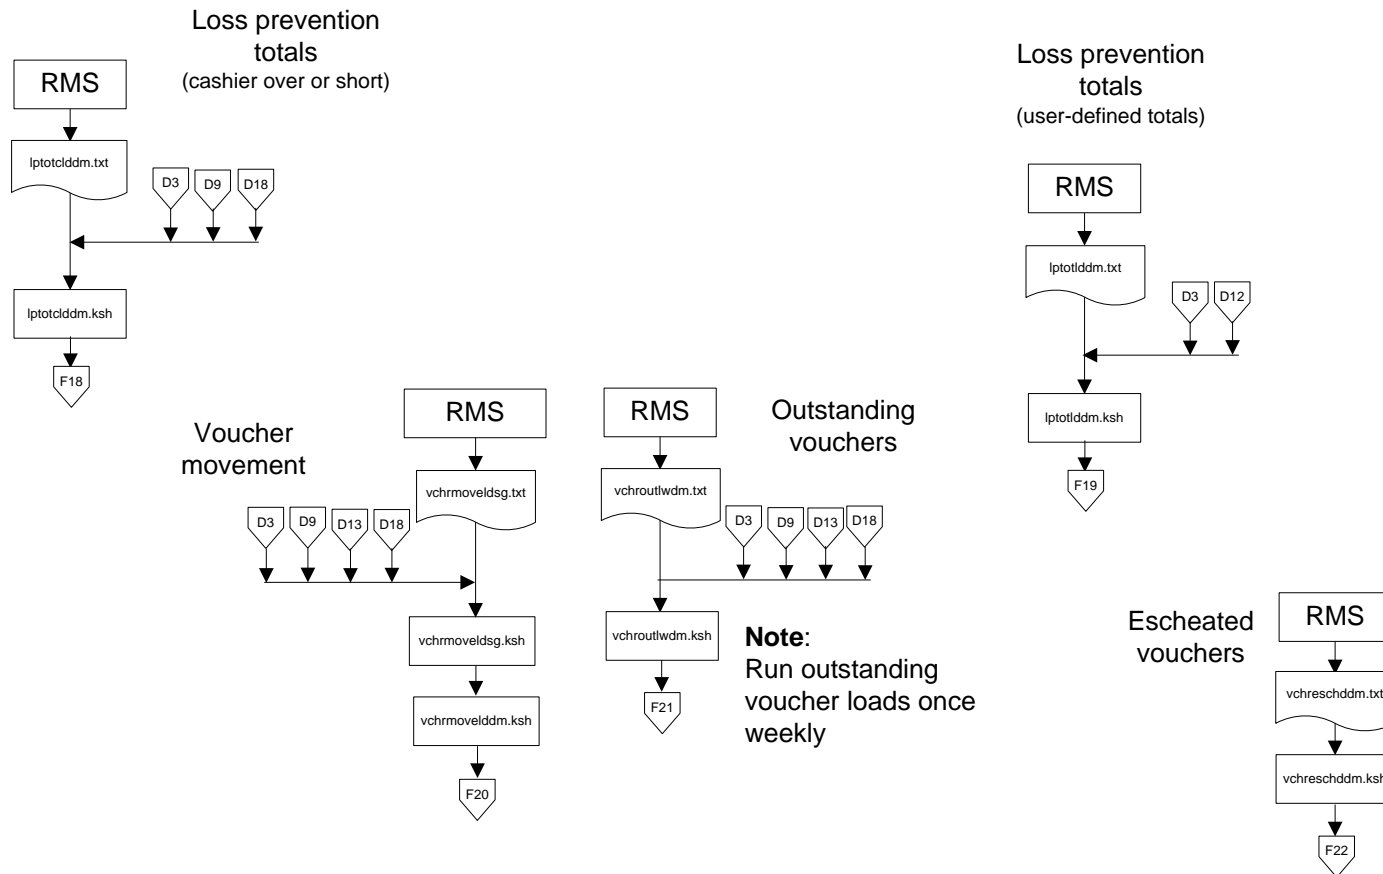 Loss prevention
totals
(cashier over or short)
RMS
lptotclddm.txt
D3
D9
D18
lptotclddm.ksh
F18
Loss prevention
totals
(user-defined totals)
RMS
lptotlddm.txt
D3
D12
lptotlddm.ksh
F19
Voucher
movement
RMS
vchrmoveldsg.txt
D3
D9
D13
D18
vchrmoveldsg.ksh
vchrmovelddm.ksh
F20
Outstanding
vouchers
RMS
vchroutlwdm.txt
D3
D9
D13
D18
vchroutlwdm.ksh
F21
Note:
Run outstanding
voucher loads once
weekly
Escheated
vouchers
RMS
vchreschddm.txt
vchreschddm.ksh
F22